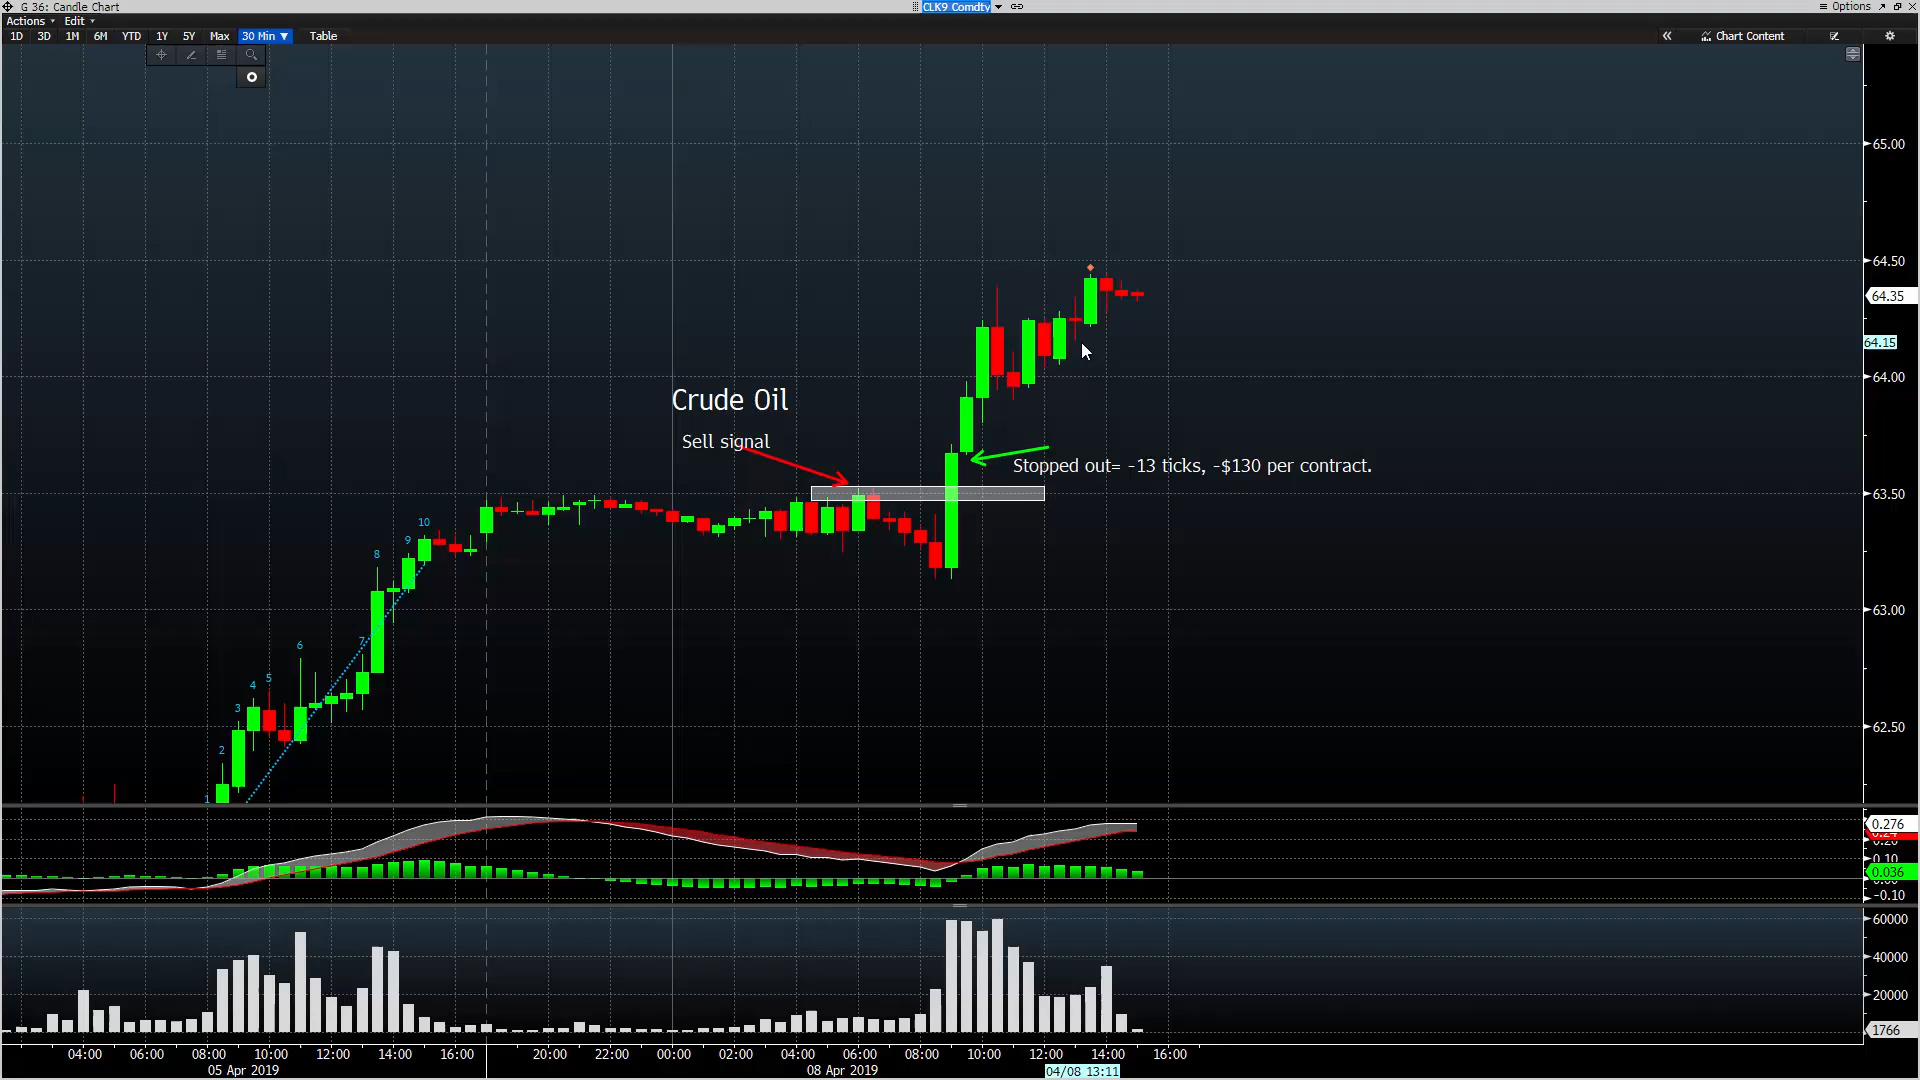 G 36: Candle Chart
CLK9 Comdty
Options
Actions
Edit
1D 3D 1M 6M YTD 1Y 5Y Max 30 Min Table
Chart Content
65.00
64.50
64.35
64.15
64.00
63.50
63.00
62.50
Crude Oil
Sell signal
Stopped out= -13 ticks, -$130 per contract.
1
2
3
4
5
6
7
8
9
10
0.276
0.20
0.10
0.036
-0.10
60000
40000
20000
1766
04:00 06:00 08:00 10:00 12:00 14:00 16:00 20:00 22:00 00:00 02:00 04:00 06:00 08:00 10:00 12:00 14:00 16:00
05 Apr 2019 08 Apr 2019 04/08 13:11